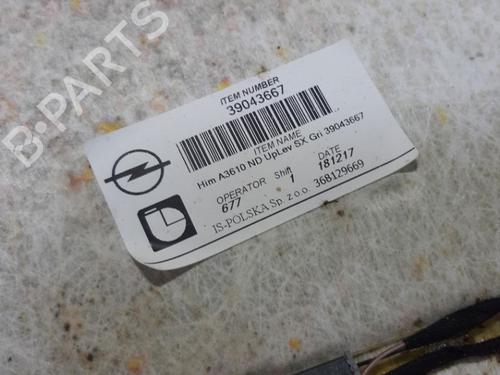 B-PARTS
ITEM NUMBER
39043667
ITEM NAME
Him A3610 ND UpLev SX Gri 39043667
OPERATOR Shift DATE
677 1 181217
IS-POLSKA Sp. z o.o. 368129669